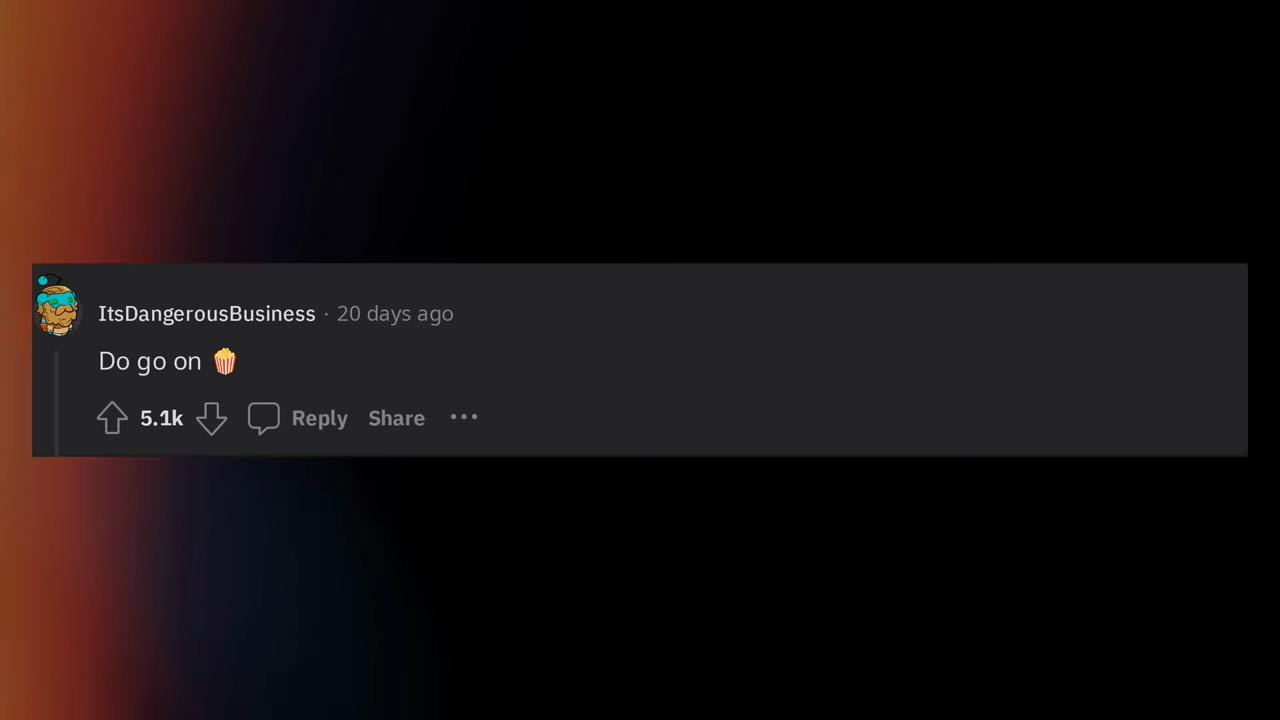 ItsDangerousBusiness · 20 days ago
Do go on 🍿
5.1k Reply Share ···